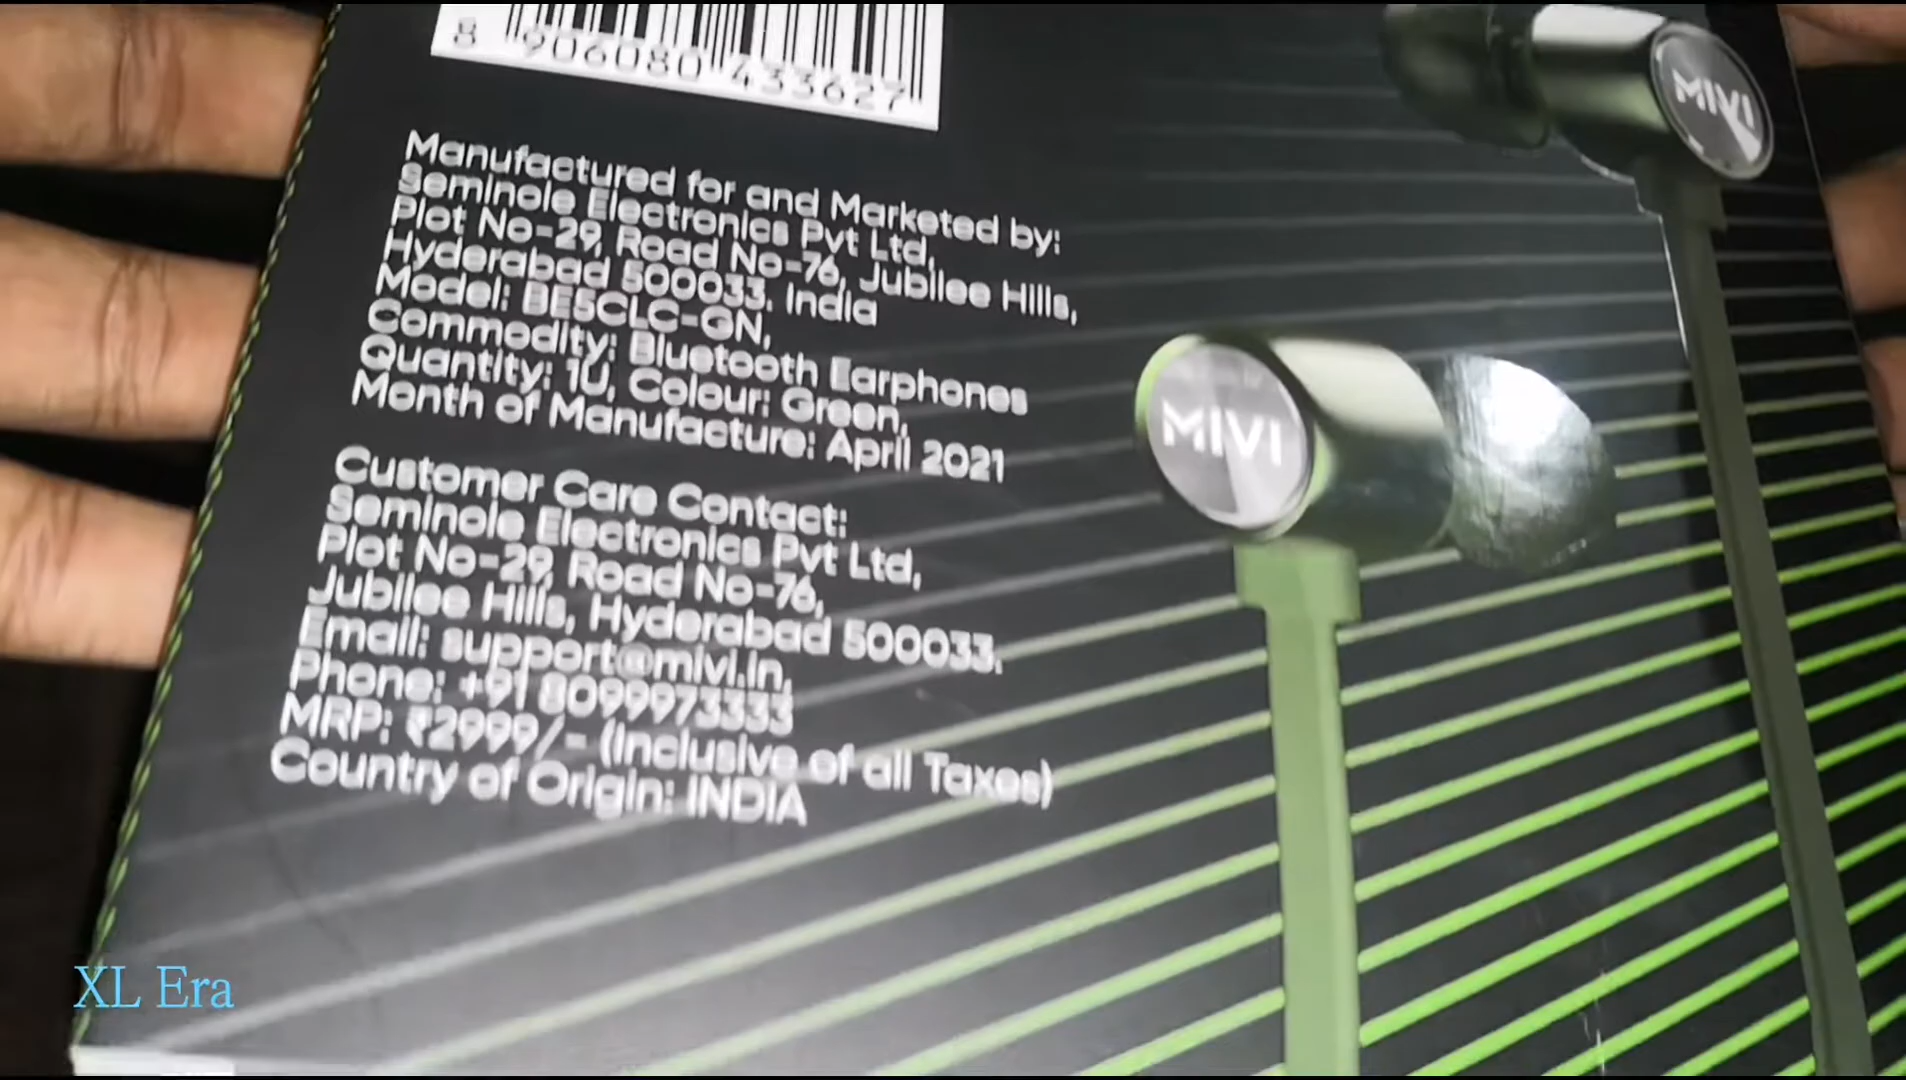 8 906080 433627
MIVI
Manufactured for and Marketed by:
Seminole Electronics Pvt Ltd,
Plot No-29, Road No-76, Jubilee Hills,
Hyderabad 500033, India
Model: BE5CLC-GN,
Commodity: Bluetooth Earphones
Quantity: 1U, Colour: Green,
Month of Manufacture: April 2021
MIVI
Customer Care Contact:
Seminole Electronics Pvt Ltd,
Plot No-29, Road No-76,
Jubilee Hills, Hyderabad 500033.
Email: support@mivi.in,
Phone: +91 8099973333
MRP: ₹2999/- (Inclusive of all Taxes)
Country of Origin: INDIA
XL Era